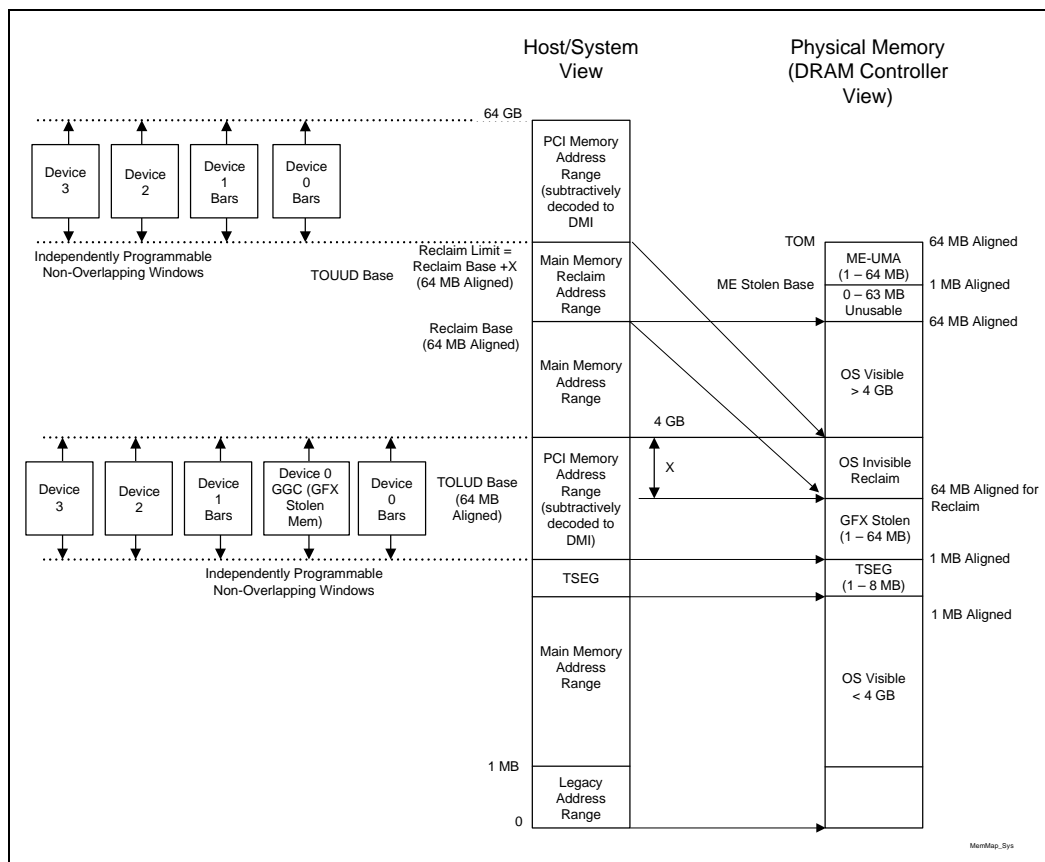 Host/System
View
Physical Memory
(DRAM Controller
View)
64 GB
Device
3
Device
2
Device
1
Bars
Device
0
Bars
PCI Memory
Address
Range
(subtractively
decoded to
DMI
Independently Programmable
Non-Overlapping Windows
TOUUD Base
Reclaim Limit =
Reclaim Base +X
(64 MB Aligned)
Main Memory
Reclaim
Address
Range
TOM
64 MB Aligned
ME-UMA
(1 – 64 MB)
ME Stolen Base
1 MB Aligned
0 – 63 MB
Unusable
Reclaim Base
(64 MB Aligned)
64 MB Aligned
Main Memory
Address
Range
OS Visible
> 4 GB
4 GB
Device
3
Device
2
Device
1
Bars
Device 0
GGC (GFX
Stolen
Mem)
Device
0
Bars
TOLUD Base
(64 MB
Aligned)
PCI Memory
Address
Range
(subtractively
decoded to
DMI)
X
OS Invisible
Reclaim
64 MB Aligned for
Reclaim
GFX Stolen
(1 – 64 MB)
1 MB Aligned
Independently Programmable
Non-Overlapping Windows
TSEG
TSEG
(1 – 8 MB)
1 MB Aligned
Main Memory
Address
Range
OS Visible
< 4 GB
1 MB
Legacy
Address
Range
0
MemMap_Sys